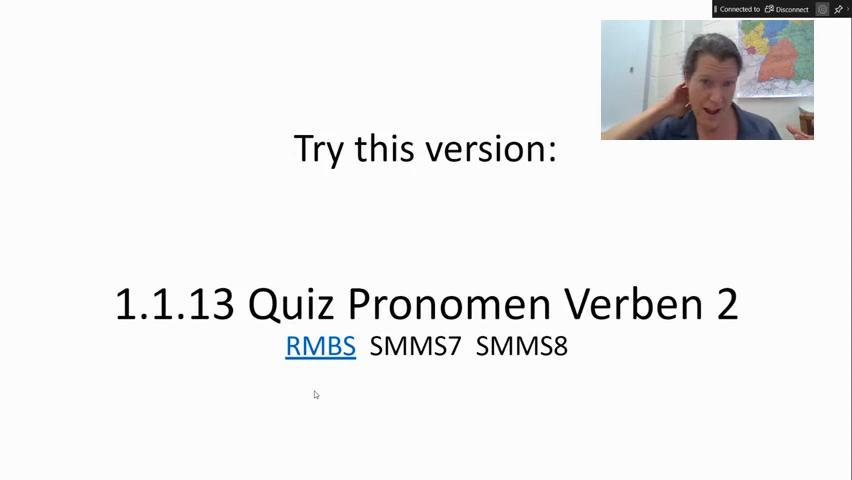 Connected to Disconnect
Try this version:
1.1.13 Quiz Pronomen Verben 2
RMBS SMMS7 SMMS8